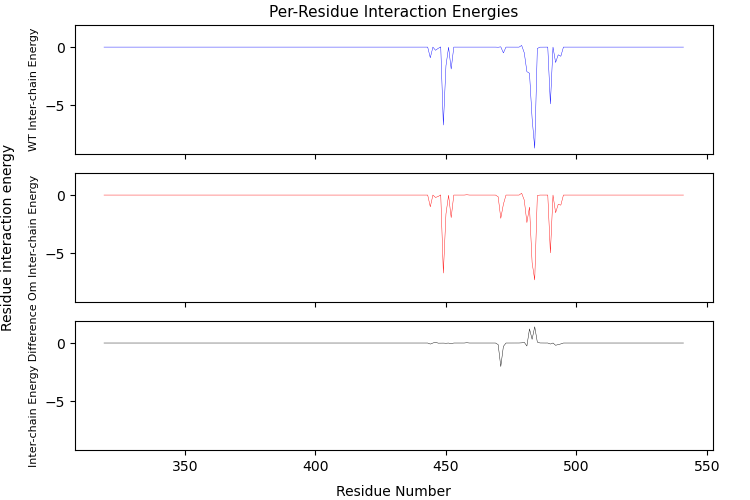 Per-Residue Interaction Energies
WT Inter-chain Energy
0
−5
Residue interaction energy
Om Inter-chain Energy
0
−5
Inter-chain Energy Difference
0
−5
350
400
450
500
550
Residue Number